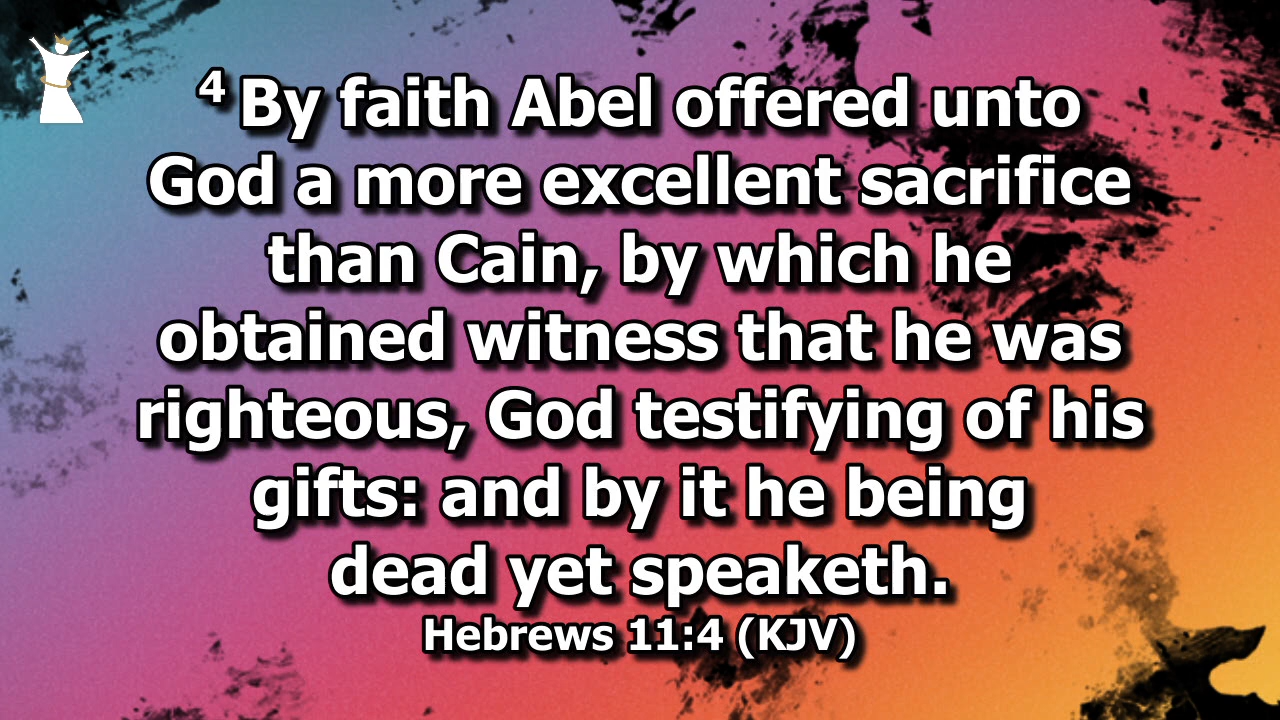 4 By faith Abel offered unto
God a more excellent sacrifice
than Cain, by which he
obtained witness that he was
righteous, God testifying of his
gifts: and by it he being
dead yet speaketh.
Hebrews 11:4 (KJV)